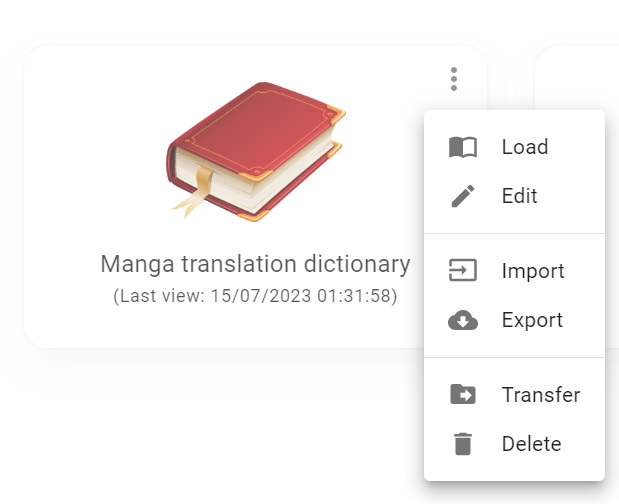 Manga translation dictionary
(Last view: 15/07/2023 01:31:58)
Load
Edit
Import
Export
Transfer
Delete